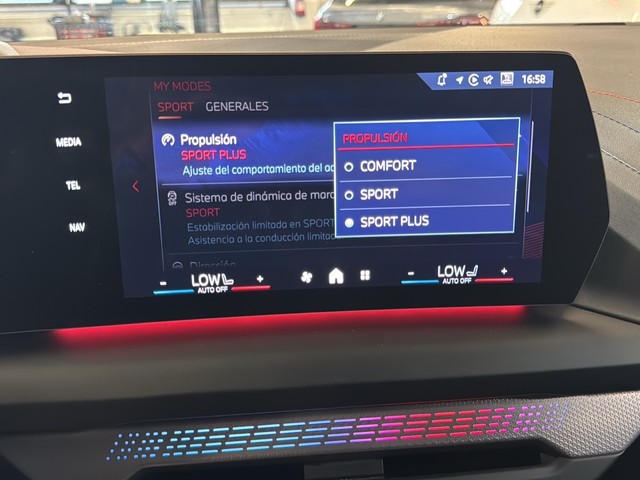 16:58
MY MODES
SPORT GENERALES
MEDIA
TEL
NAV
Propulsión
SPORT PLUS
Ajuste del comportamiento del
Sistema de dinámica de
SPORT
Estabilización limitada en SPORT
Asistencia a la conducción
PROPULSIÓN
COMFORT
SPORT
SPORT PLUS
OFF
- LOW +
AUTO OFF
- LOW +
AUTO OFF